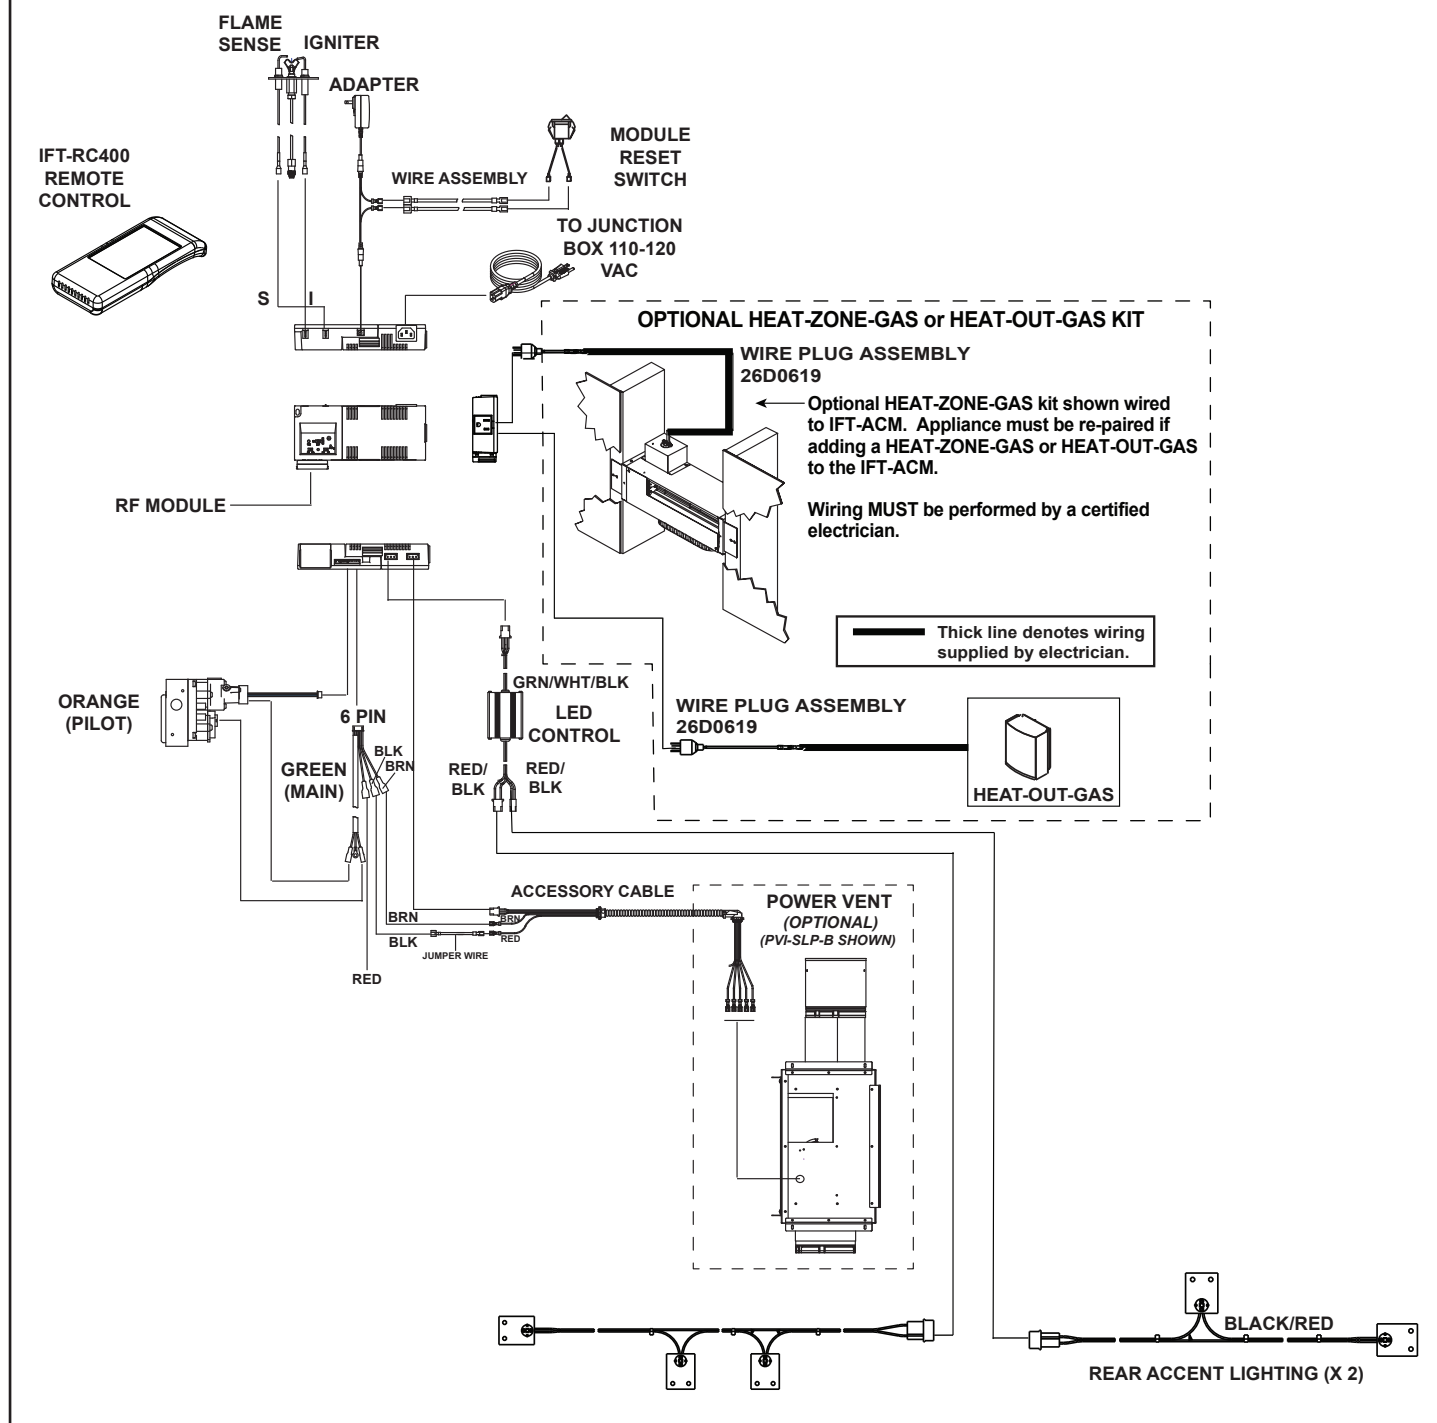 FLAME
SENSE
IGNITER
ADAPTER
MODULE
RESET
SWITCH
IFT-RC400
REMOTE
CONTROL
WIRE ASSEMBLY
TO JUNCTION
BOX 110-120
VAC
S
I
OPTIONAL HEAT-ZONE-GAS or HEAT-OUT-GAS KIT
WIRE PLUG ASSEMBLY
26D0619
Optional HEAT-ZONE-GAS kit shown wired
to IFT-ACM. Appliance must be re-paired if
adding a HEAT-ZONE-GAS or HEAT-OUT-GAS
to the IFT-ACM.
Wiring MUST be performed by a certified
electrician.
RF MODULE
Thick line denotes wiring
supplied by electrician.
ORANGE
(PILOT)
6 PIN
GRN/WHT/BLK
LED
CONTROL
WIRE PLUG ASSEMBLY
26D0619
BLK
BRN
GREEN
(MAIN)
RED/
BLK
RED/
BLK
HEAT-OUT-GAS
ACCESSORY CABLE
POWER VENT
(OPTIONAL)
(PVI-SLP-B SHOWN)
BRN
BRN
BLK
RED
JUMPER WIRE
RED
BLACK/RED
REAR ACCENT LIGHTING (X 2)